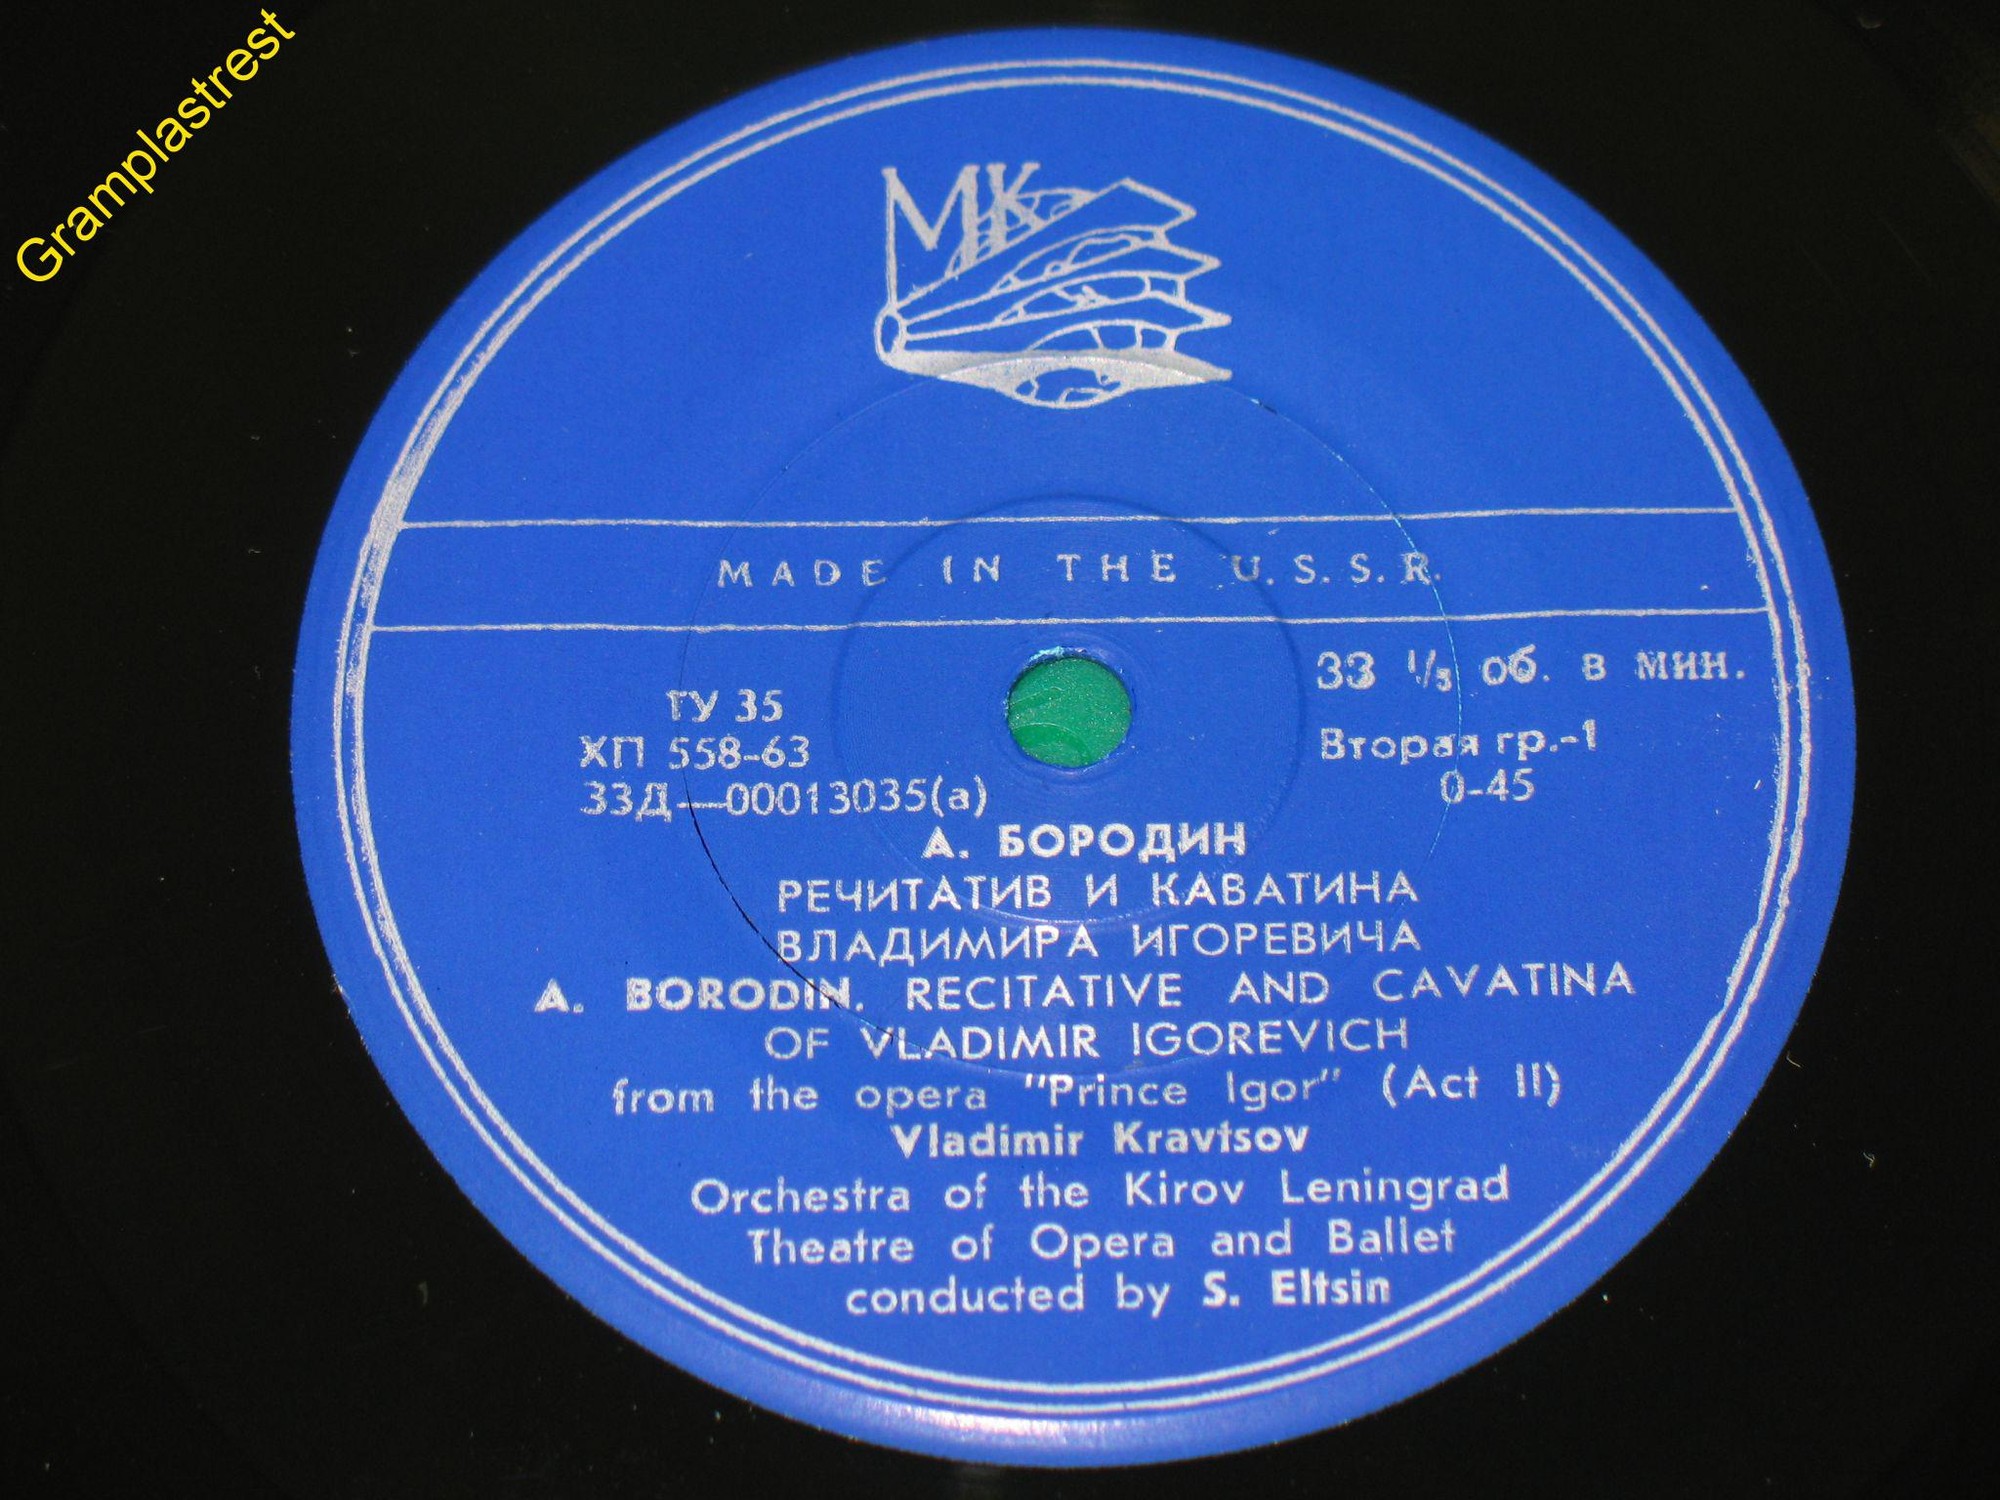 Gramplastrest
МК
MADE IN THE U.S.S.R.
33 1/3 об. в мин.
ТУ 35
ХП 558-63
Вторая гр.-1
33Д—00013035(а)
0-45
А. БОРОДИН
РЕЧИТАТИВ И КАВАТИНА
ВЛАДИМИРА ИГОРЕВИЧА
A. BORODIN. RECITATIVE AND CAVATINA
OF VLADIMIR IGOREVICH
from the opera "Prince Igor" (Act II)
Vladimir Kravtsov
Orchestra of the Kirov Leningrad
Theatre of Opera and Ballet
conducted by S. Eltsin